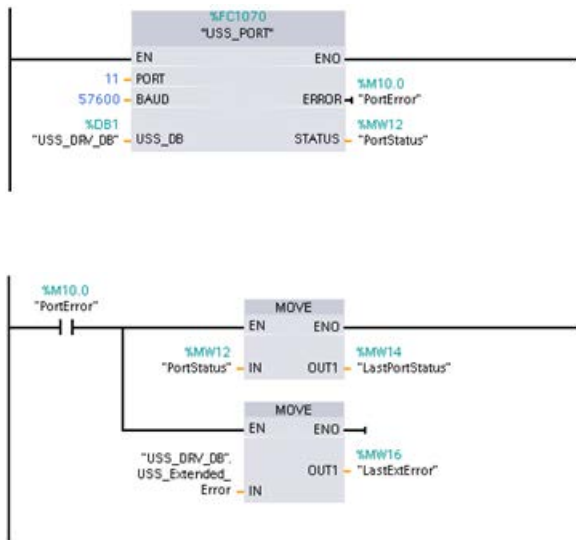 %FC1070
"USS_PORT"
EN ENO
11 PORT
57600 BAUD
%M10.0
ERROR "PortError"
%DB1
"USS_DRV_DB" USS_DB
%MW12
STATUS "PortStatus"
%M10.0
"PortError"
MOVE
EN ENO
%MW12
"PortStatus" IN
%MW14
OUT1 "LastPortStatus"
MOVE
EN ENO
"USS_DRV_DB".
USS_Extended_
Error IN
%MW16
OUT1 "LastExtError"